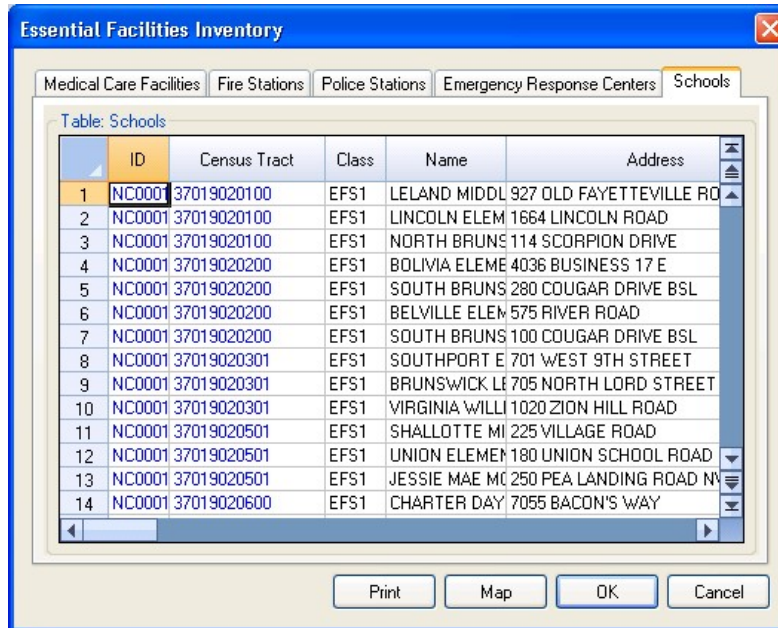 Essential Facilities Inventory
Medical Care Facilities Fire Stations Police Stations Emergency Response Centers Schools
Table: Schools
ID Census Tract Class Name Address
1 NC0001 37019020100 EFS1 LELAND MIDDL 927 OLD FAYETTEVILLE RO
2 NC0001 37019020100 EFS1 LINCOLN ELEM 1664 LINCOLN ROAD
3 NC0001 37019020100 EFS1 NORTH BRUNS 114 SCORPION DRIVE
4 NC0001 37019020200 EFS1 BOLIVIA ELEME 4036 BUSINESS 17 E
5 NC0001 37019020200 EFS1 SOUTH BRUNS 280 COUGAR DRIVE BSL
6 NC0001 37019020200 EFS1 BELVILLE ELEM 575 RIVER ROAD
7 NC0001 37019020200 EFS1 SOUTH BRUNS 100 COUGAR DRIVE BSL
8 NC0001 37019020301 EFS1 SOUTHPORT E 701 WEST 9TH STREET
9 NC0001 37019020301 EFS1 BRUNSWICK LE 705 NORTH LORD STREET
10 NC0001 37019020301 EFS1 VIRGINIA WILLI 1020 ZION HILL ROAD
11 NC0001 37019020501 EFS1 SHALLOTTE MI 225 VILLAGE ROAD
12 NC0001 37019020501 EFS1 UNION ELEMEN 180 UNION SCHOOL ROAD
13 NC0001 37019020501 EFS1 JESSIE MAE MO 250 PEA LANDING ROAD NW
14 NC0001 37019020600 EFS1 CHARTER DAY 7055 BACON'S WAY
Print Map OK Cancel